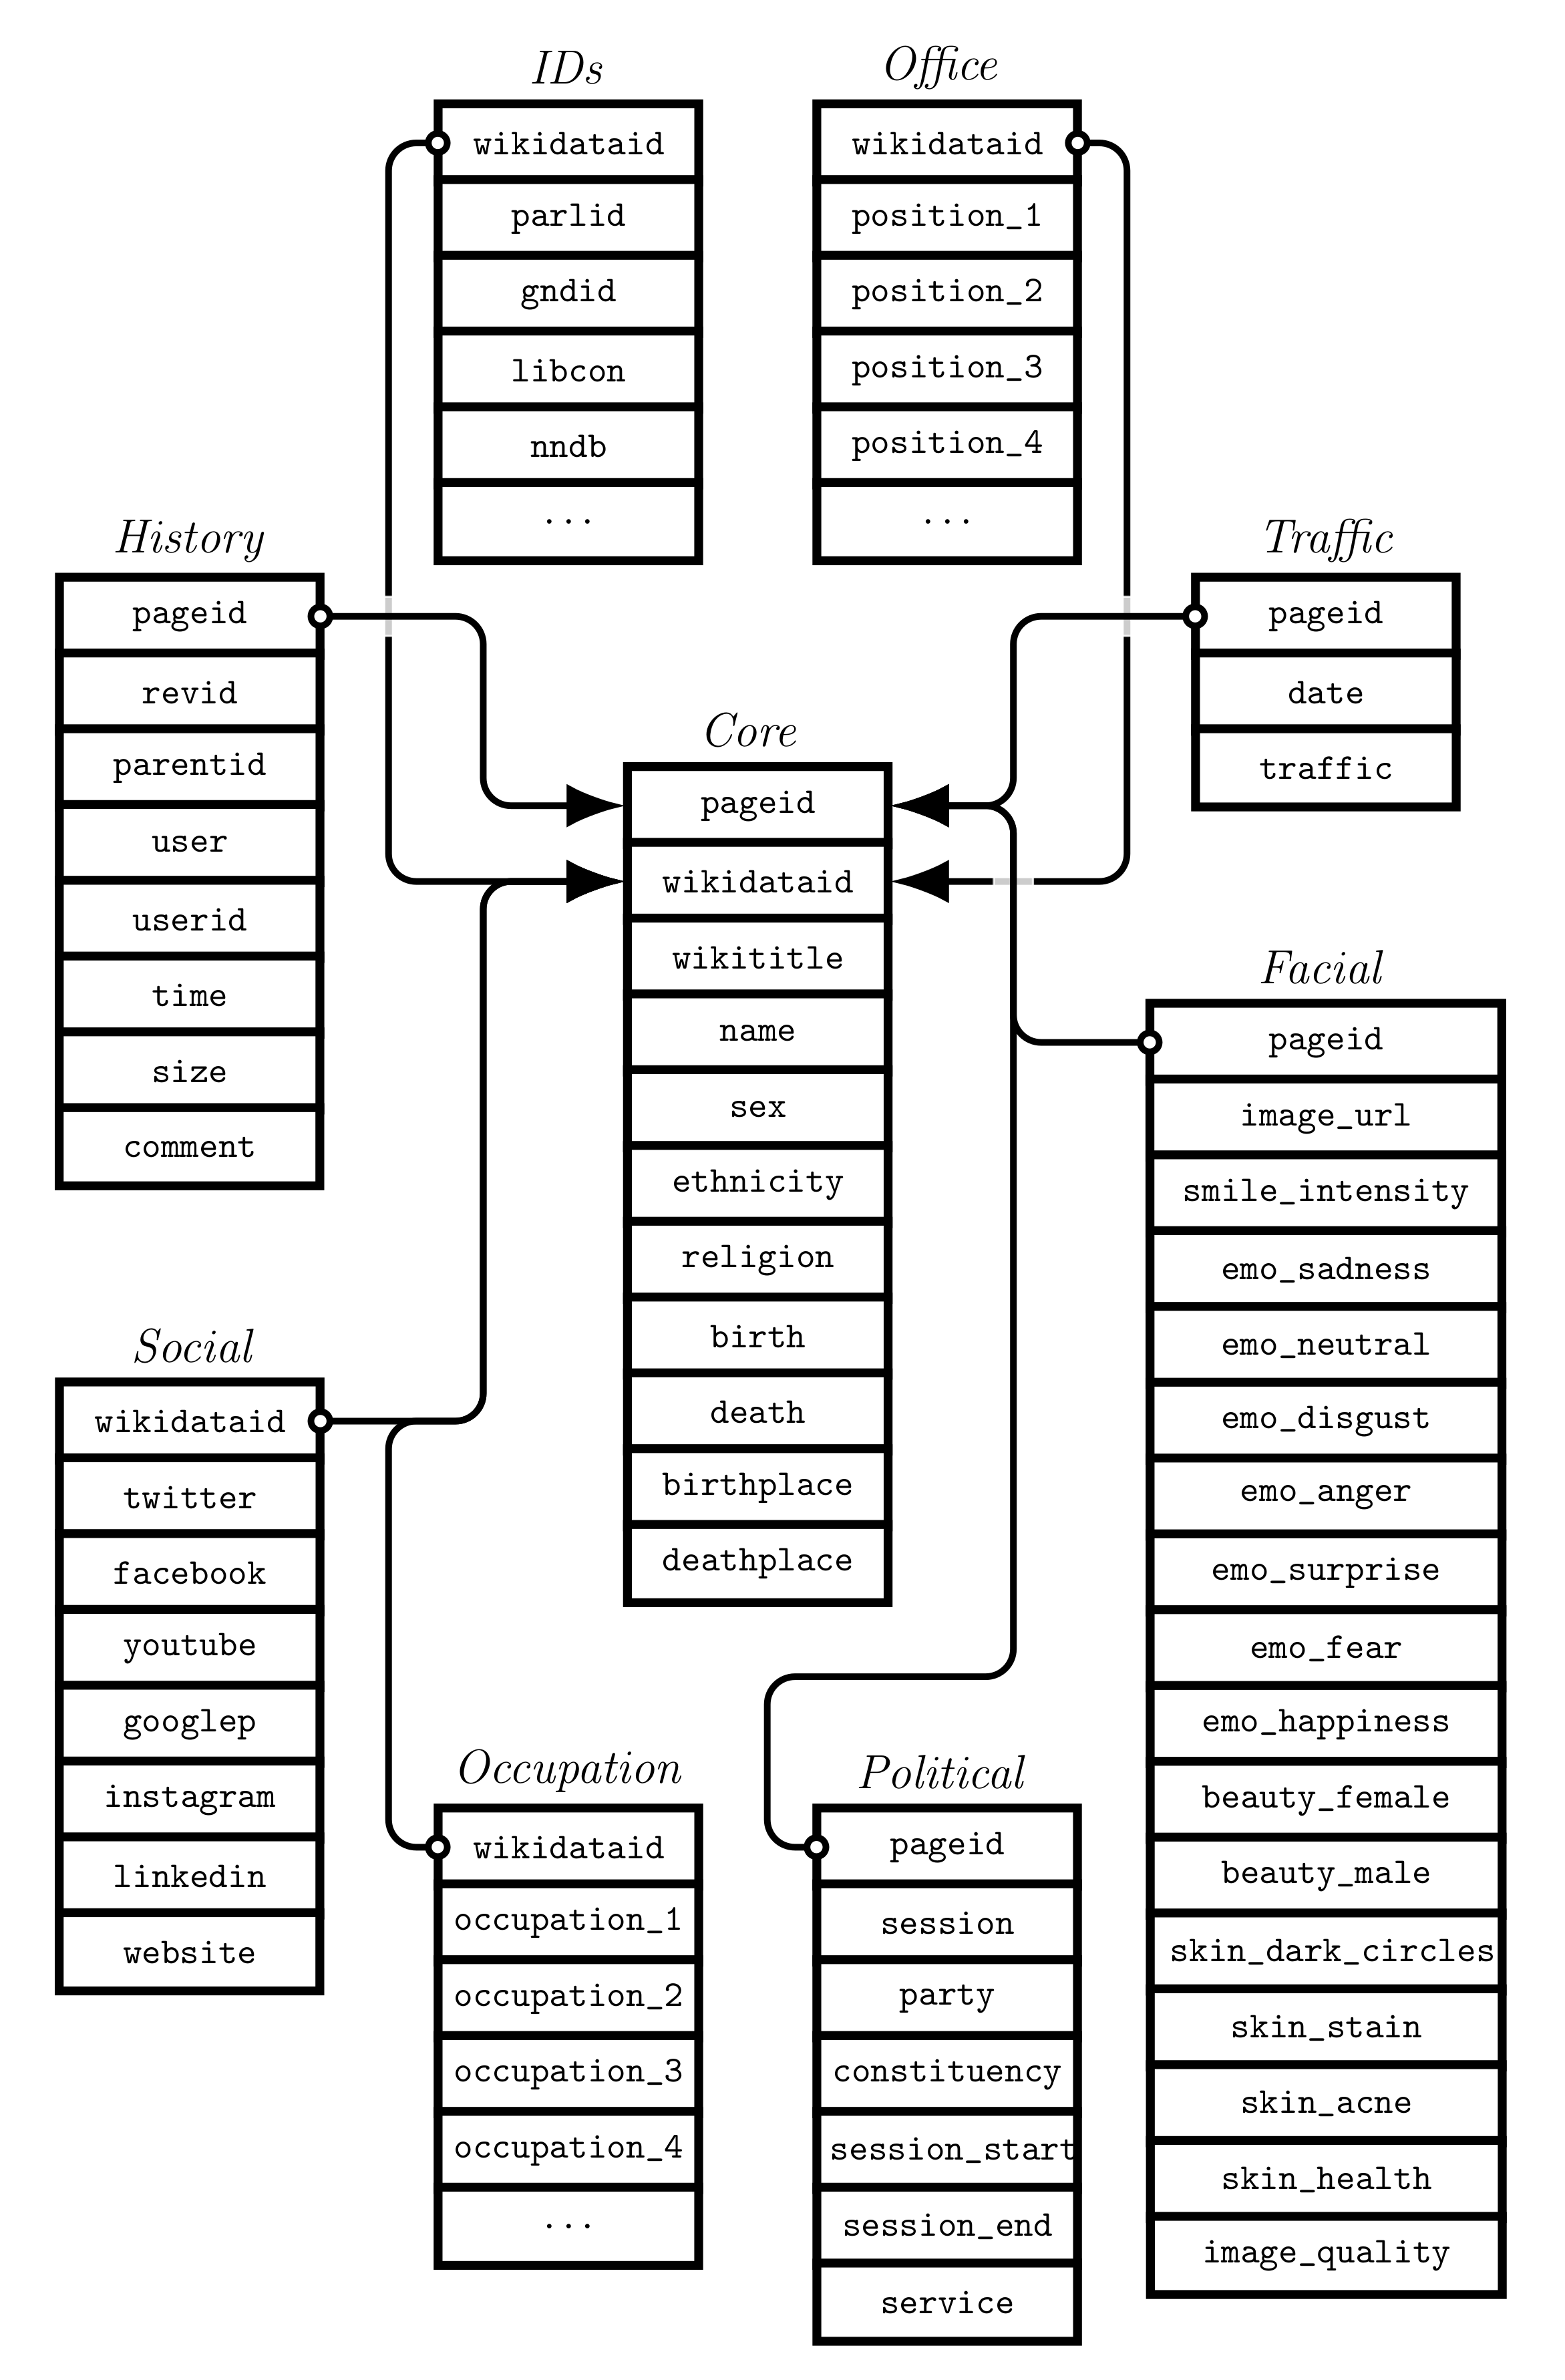 IDs
wikidataid
parlid
gndid
libcon
nndb
...
Office
wikidataid
position_1
position_2
position_3
position_4
...
History
pageid
revid
parentid
user
userid
time
size
comment
Traffic
pageid
date
traffic
Core
pageid
wikidataid
wikititle
name
sex
ethnicity
religion
birth
death
birthplace
deathplace
Facial
pageid
image_url
smile_intensity
emo_sadness
emo_neutral
emo_disgust
emo_anger
emo_surprise
emo_fear
emo_happiness
beauty_female
beauty_male
skin_dark_circles
skin_stain
skin_acne
skin_health
image_quality
Social
wikidataid
twitter
facebook
youtube
googlep
instagram
linkedin
website
Occupation
wikidataid
occupation_1
occupation_2
occupation_3
occupation_4
...
Political
pageid
session
party
constituency
session_start
session_end
service